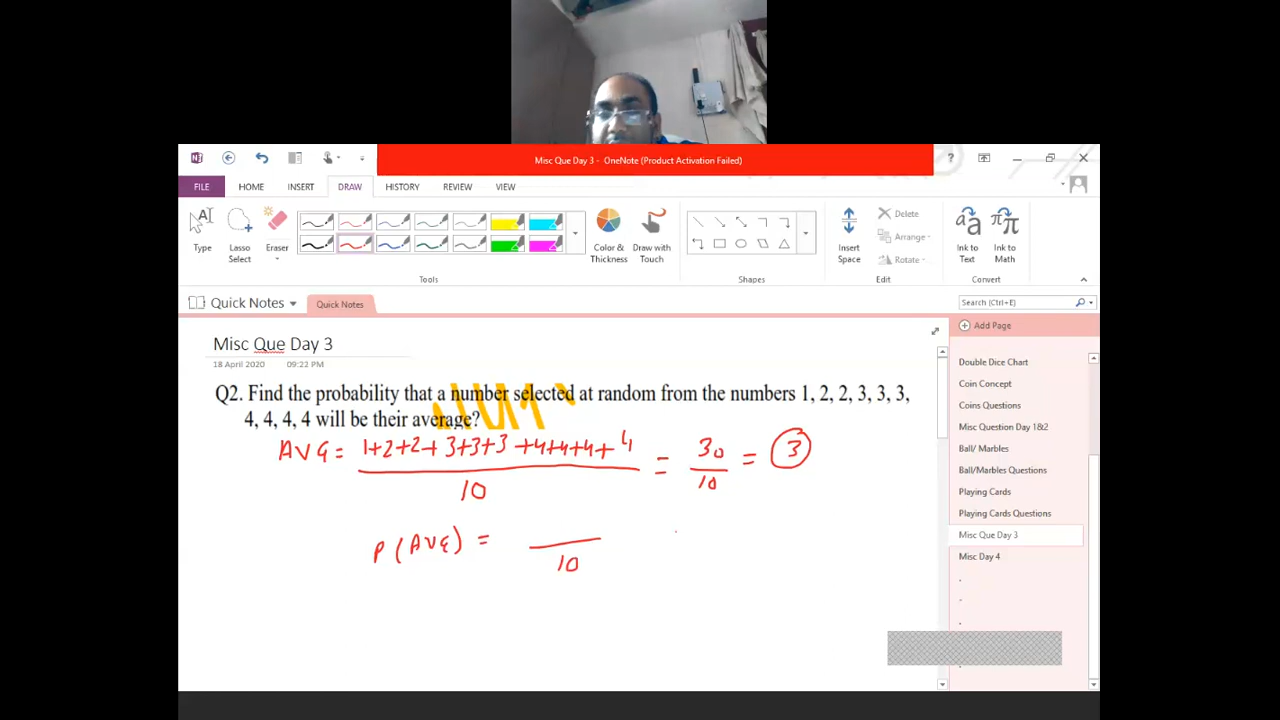 Misc Que Day 3 - OneNote (Product Activation Failed)
?
FILE HOME INSERT DRAW HISTORY REVIEW VIEW
Type
Lasso Select
Eraser
Color & Thickness
Draw with Touch
Insert Space
Delete
Arrange
Rotate
Ink to Text
Ink to Math
Tools
Shapes
Edit
Convert
Quick Notes
Quick Notes
Search (Ctrl+E)
Misc Que Day 3
18 April 2020 09:22 PM
Q2. Find the probability that a number selected at random from the numbers 1, 2, 2, 3, 3, 3,
4, 4, 4, 4 will be their average?
AVG = 1+2+2+3+3+3+4+4+4+4 / 10 = 30/10 = 3
P(AVG) = /10
Add Page
Double Dice Chart
Coin Concept
Coins Questions
Misc Question Day 1&2
Ball/ Marbles
Ball/Marbles Questions
Playing Cards
Playing Cards Questions
Misc Que Day 3
Misc Day 4